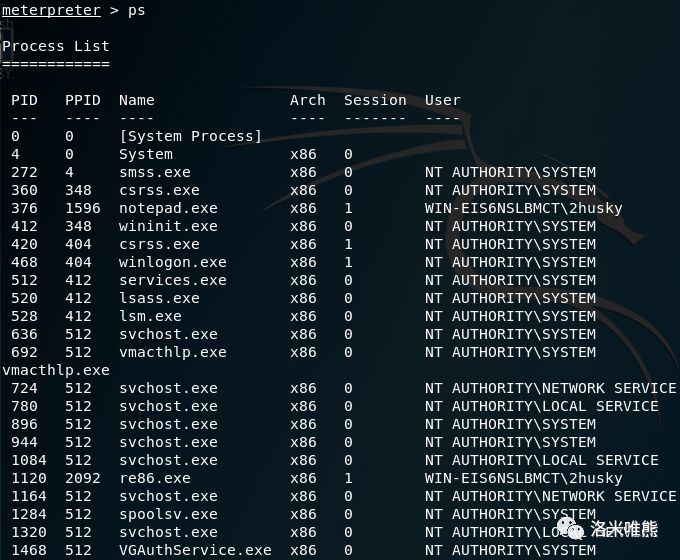 meterpreter > ps
Process List
============
PID PPID Name Arch Session User
--- ---- ---- ---- ------- ----
0 0 [System Process]
4 0 System x86 0
272 4 smss.exe x86 0 NT AUTHORITY\SYSTEM
360 348 csrss.exe x86 0 NT AUTHORITY\SYSTEM
376 1596 notepad.exe x86 1 WIN-EIS6NSLBMCT\2husky
412 348 wininit.exe x86 0 NT AUTHORITY\SYSTEM
420 404 csrss.exe x86 1 NT AUTHORITY\SYSTEM
468 404 winlogon.exe x86 1 NT AUTHORITY\SYSTEM
512 412 services.exe x86 0 NT AUTHORITY\SYSTEM
520 412 lsass.exe x86 0 NT AUTHORITY\SYSTEM
528 412 lsm.exe x86 0 NT AUTHORITY\SYSTEM
636 512 svchost.exe x86 0 NT AUTHORITY\SYSTEM
692 512 vmacthlp.exe x86 0 NT AUTHORITY\SYSTEM
vmacthlp.exe
724 512 svchost.exe x86 0 NT AUTHORITY\NETWORK SERVICE
780 512 svchost.exe x86 0 NT AUTHORITY\LOCAL SERVICE
896 512 svchost.exe x86 0 NT AUTHORITY\SYSTEM
944 512 svchost.exe x86 0 NT AUTHORITY\SYSTEM
1084 512 svchost.exe x86 0 NT AUTHORITY\LOCAL SERVICE
1120 2092 re86.exe x86 1 WIN-EIS6NSLBMCT\2husky
1164 512 svchost.exe x86 0 NT AUTHORITY\NETWORK SERVICE
1284 512 spoolsv.exe x86 0 NT AUTHORITY\SYSTEM
1320 512 svchost.exe x86 0 NT
1468 512 VGAuthService.exe x86 0 NT AUTHORITY\SYSTEM
洛米唯熊